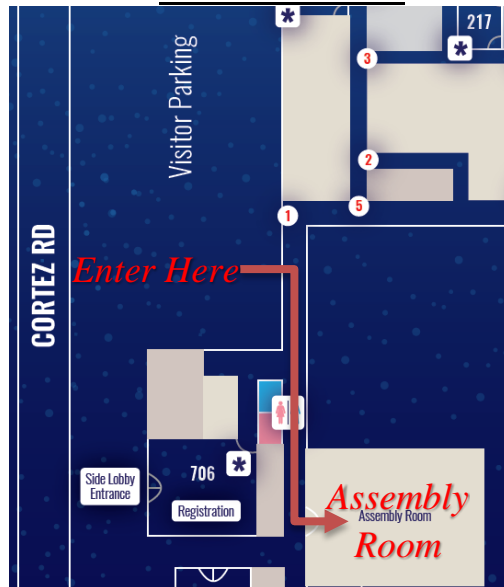 *
217
*
Visitor Parking
3
2
1
5
CORTEZ RD
Enter Here
706
*
Side Lobby
Entrance
Registration
Assembly
Assembly Room
Room